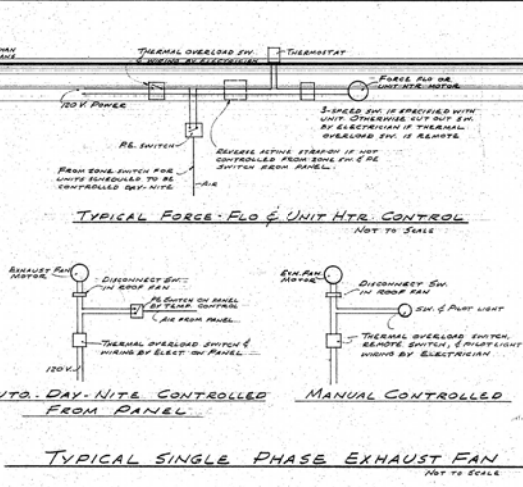 THERMAL OVERLOAD SW.
& WIRING BY ELECTRICIAN
THERMOSTAT
120 V. POWER
FORCE FLO OR
UNIT HTR. MOTOR
3-SPEED SW. IF SPECIFIED WITH
UNIT. OTHERWISE CUT OUT SW.
BY ELECTRICIAN IF THERMAL
OVERLOAD SW. IS REMOTE
P.E. SWITCH
REVERSE ACTING STRAP-ON IF NOT
CONTROLLED FROM ZONE SW. & PE
SWITCH FROM PANEL.
FROM ZONE SWITCH FOR
UNITS SCHEDULED TO BE
CONTROLLED DAY-NITE
AIR
TYPICAL FORCE-FLO & UNIT HTR. CONTROL
NOT TO SCALE
EXHAUST FAN
MOTOR
DISCONNECT SW.
IN ROOF FAN
PE SWITCH ON PANEL
BY TEMP. CONTROL
AIR FROM PANEL
THERMAL OVERLOAD SWITCH &
WIRING BY ELECT. ON PANEL
120V.
AUTO. DAY-NITE CONTROLLED
FROM PANEL
EXH. FAN
MOTOR
DISCONNECT SW.
IN ROOF FAN
SW. & PILOT LIGHT
THERMAL OVERLOAD SWITCH,
REMOTE SWITCH, & PILOT LIGHT
WIRING BY ELECTRICIAN
MANUAL CONTROLLED
TYPICAL SINGLE PHASE EXHAUST FAN
NOT TO SCALE